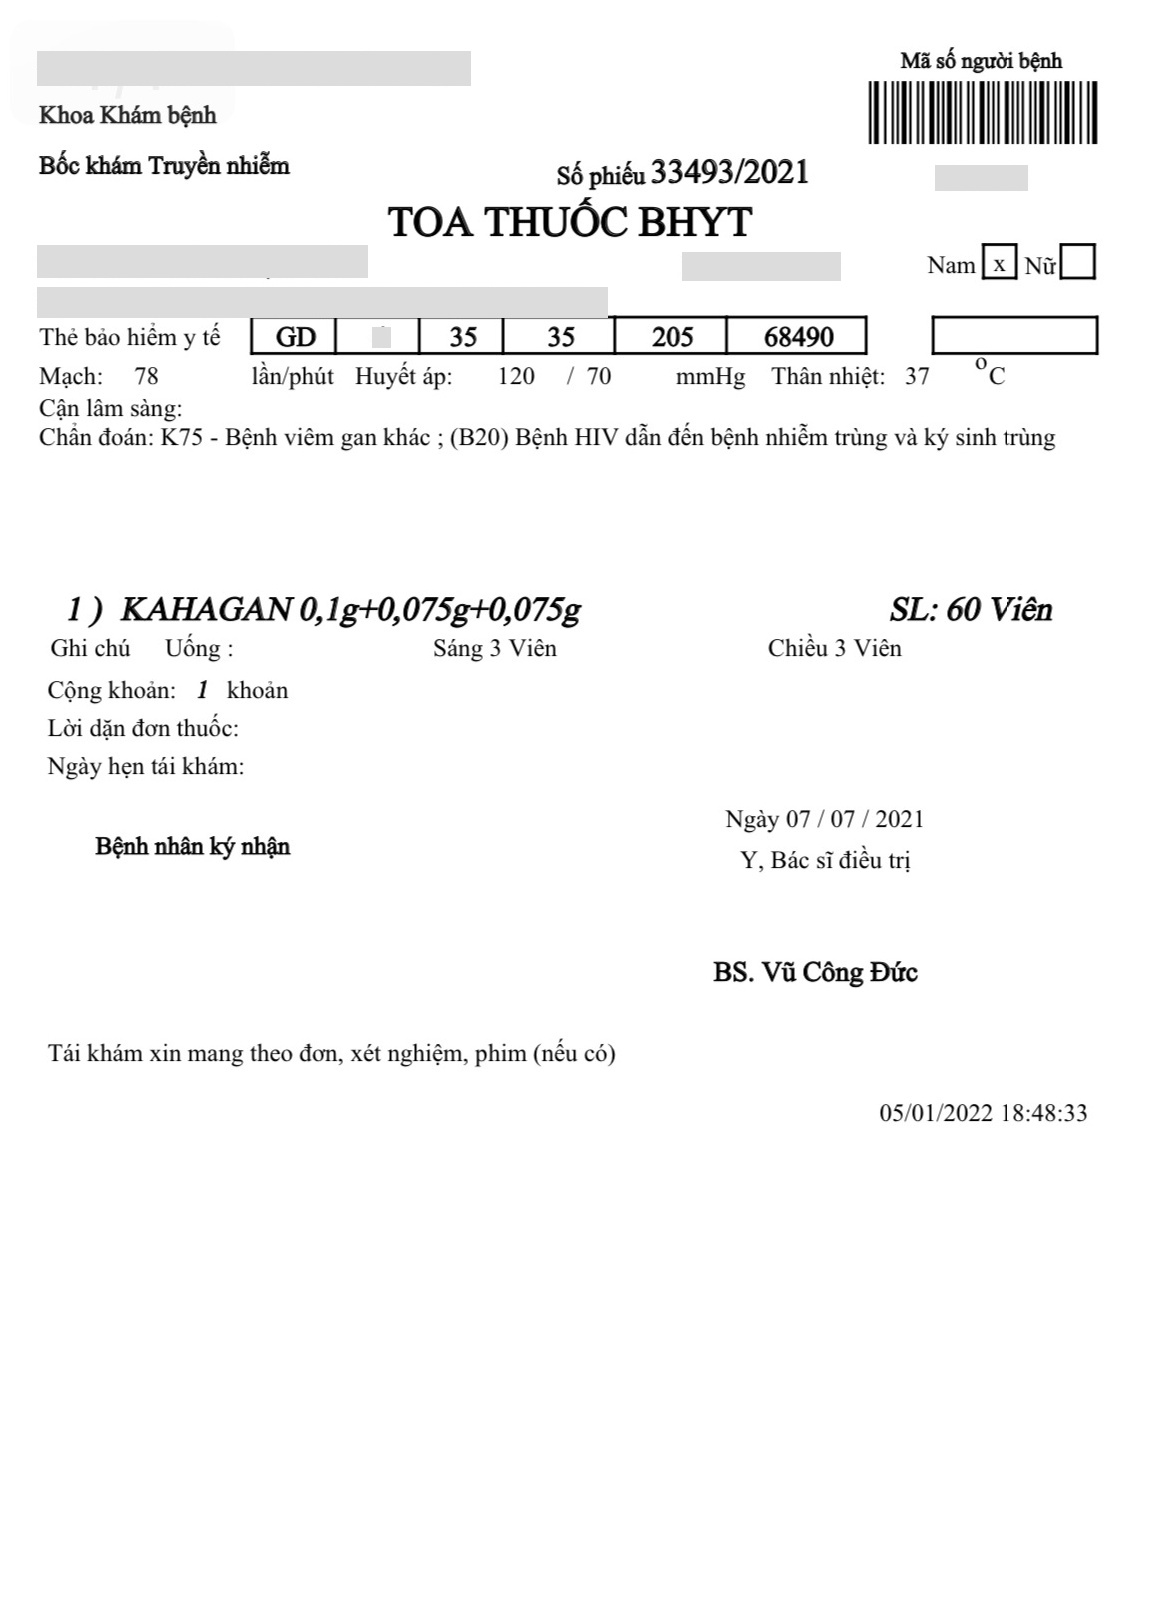 Mã số người bệnh
Khoa Khám bệnh
Bốc khám Truyền nhiễm
Số phiếu 33493/2021
TOA THUỐC BHYT
Nam x Nữ
Thẻ bảo hiểm y tế GD 35 35 205 68490
Mạch: 78 lần/phút Huyết áp: 120 / 70 mmHg Thân nhiệt: 37 °C
Cận lâm sàng:
Chẩn đoán: K75 - Bệnh viêm gan khác ; (B20) Bệnh HIV dẫn đến bệnh nhiễm trùng và ký sinh trùng
1 ) KAHAGAN 0,1g+0,075g+0,075g SL: 60 Viên
Ghi chú Uống : Sáng 3 Viên Chiều 3 Viên
Cộng khoản: 1 khoản
Lời dặn đơn thuốc:
Ngày hẹn tái khám:
Ngày 07 / 07 / 2021
Bệnh nhân ký nhận
Y, Bác sĩ điều trị
BS. Vũ Công Đức
Tái khám xin mang theo đơn, xét nghiệm, phim (nếu có)
05/01/2022 18:48:33